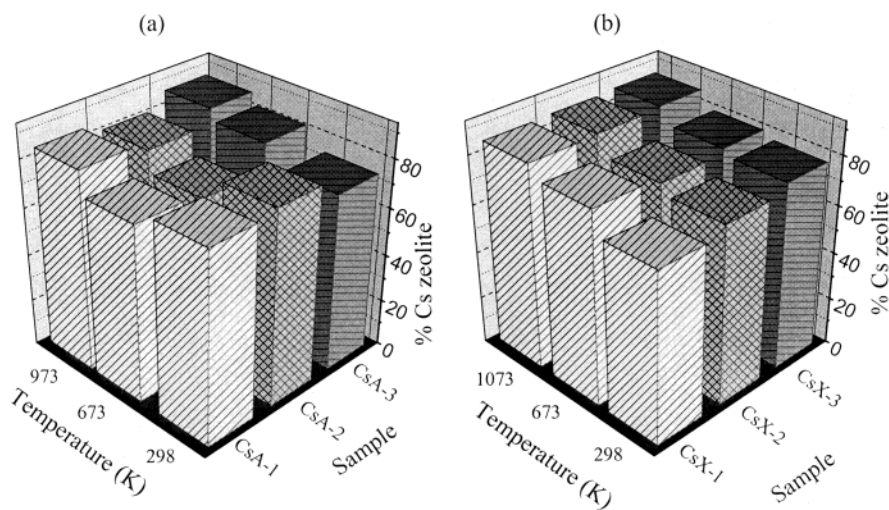 (a)
80
60
40
20
0
% Cs zeolite
973
673
298
Temperature (K)
CsA-1
CsA-2
CsA-3
Sample
(b)
80
60
40
20
0
% Cs zeolite
1073
673
298
Temperature (K)
CsX-1
CsX-2
CsX-3
Sample